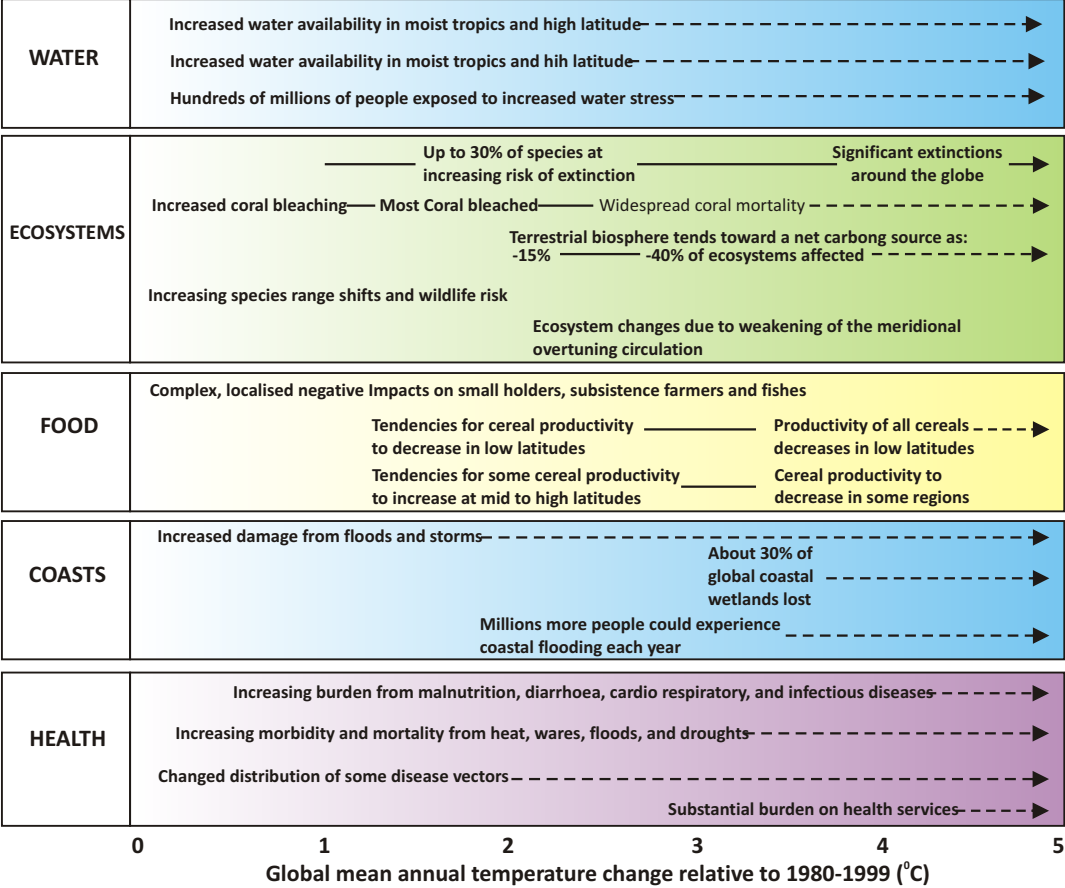 WATER
Increased water availability in moist tropics and high latitude
Increased water availability in moist tropics and hih latitude
Hundreds of millions of people exposed to increased water stress
ECOSYSTEMS
Up to 30% of species at
increasing risk of extinction
Significant extinctions
around the globe
Increased coral bleaching
Most Coral bleached
Widespread coral mortality
Terrestrial biosphere tends toward a net carbong source as:
-15%
-40% of ecosystems affected
Increasing species range shifts and wildlife risk
Ecosystem changes due to weakening of the meridional
overtuning circulation
FOOD
Complex, localised negative Impacts on small holders, subsistence farmers and fishes
Tendencies for cereal productivity
to decrease in low latitudes
Productivity of all cereals
decreases in low latitudes
Tendencies for some cereal productivity
to increase at mid to high latitudes
Cereal productivity to
decrease in some regions
COASTS
Increased damage from floods and storms
About 30% of
global coastal
wetlands lost
Millions more people could experience
coastal flooding each year
HEALTH
Increasing burden from malnutrition, diarrhoea, cardio respiratory, and infectious diseases
Increasing morbidity and mortality from heat, wares, floods, and droughts
Changed distribution of some disease vectors
Substantial burden on health services
0 1 2 3 4 5
Global mean annual temperature change relative to 1980-1999 (⁰C)